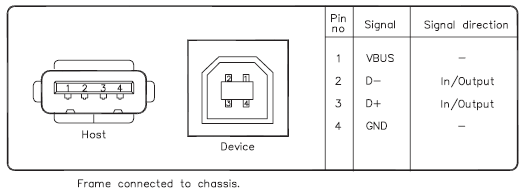 Pin no Signal Signal direction
1 VBUS –
2 D– In/Output
3 D+ In/Output
4 GND –
1 2 3 4
Host
2 1
3 4
Device
Frame connected to chassis.